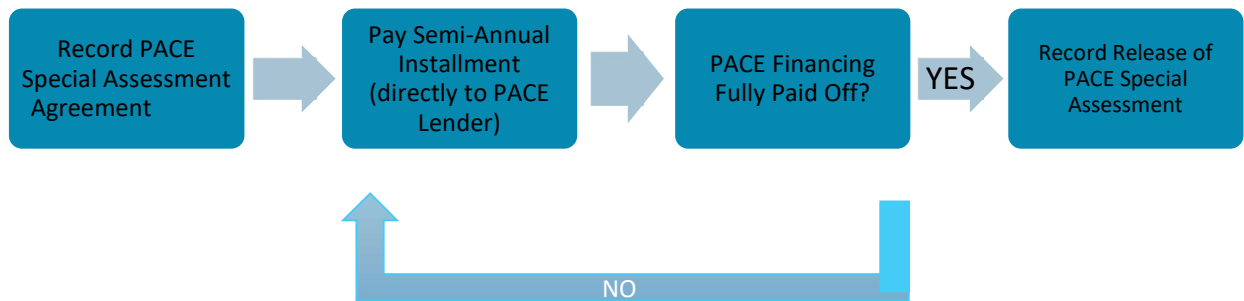 Record PACE
Special Assessment
Agreement
Pay Semi-Annual
Installment
(directly to PACE
Lender)
PACE Financing
Fully Paid Off?
YES
Record Release of
PACE Special
Assessment
NO